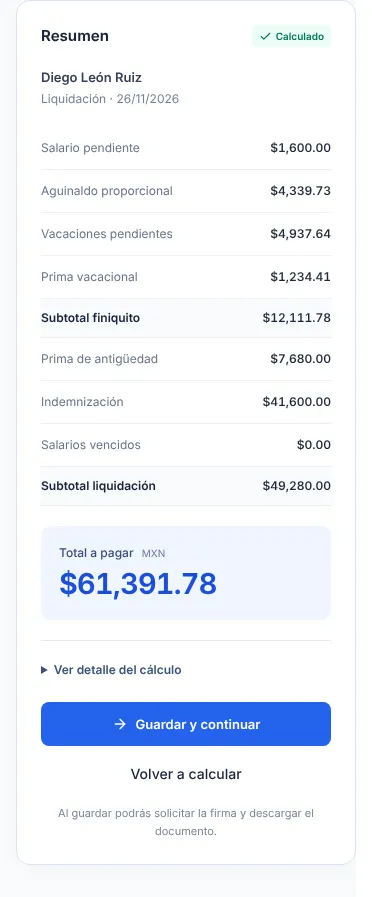 Resumen
Calculado
Diego León Ruiz
Liquidación · 26/11/2026
Salario pendiente $1,600.00
Aguinaldo proporcional $4,339.73
Vacaciones pendientes $4,937.64
Prima vacacional $1,234.41
Subtotal finiquito $12,111.78
Prima de antigüedad $7,680.00
Indemnización $41,600.00
Salarios vencidos $0.00
Subtotal liquidación $49,280.00
Total a pagar MXN
$61,391.78
Ver detalle del cálculo
Guardar y continuar
Volver a calcular
Al guardar podrás solicitar la firma y descargar el
documento.